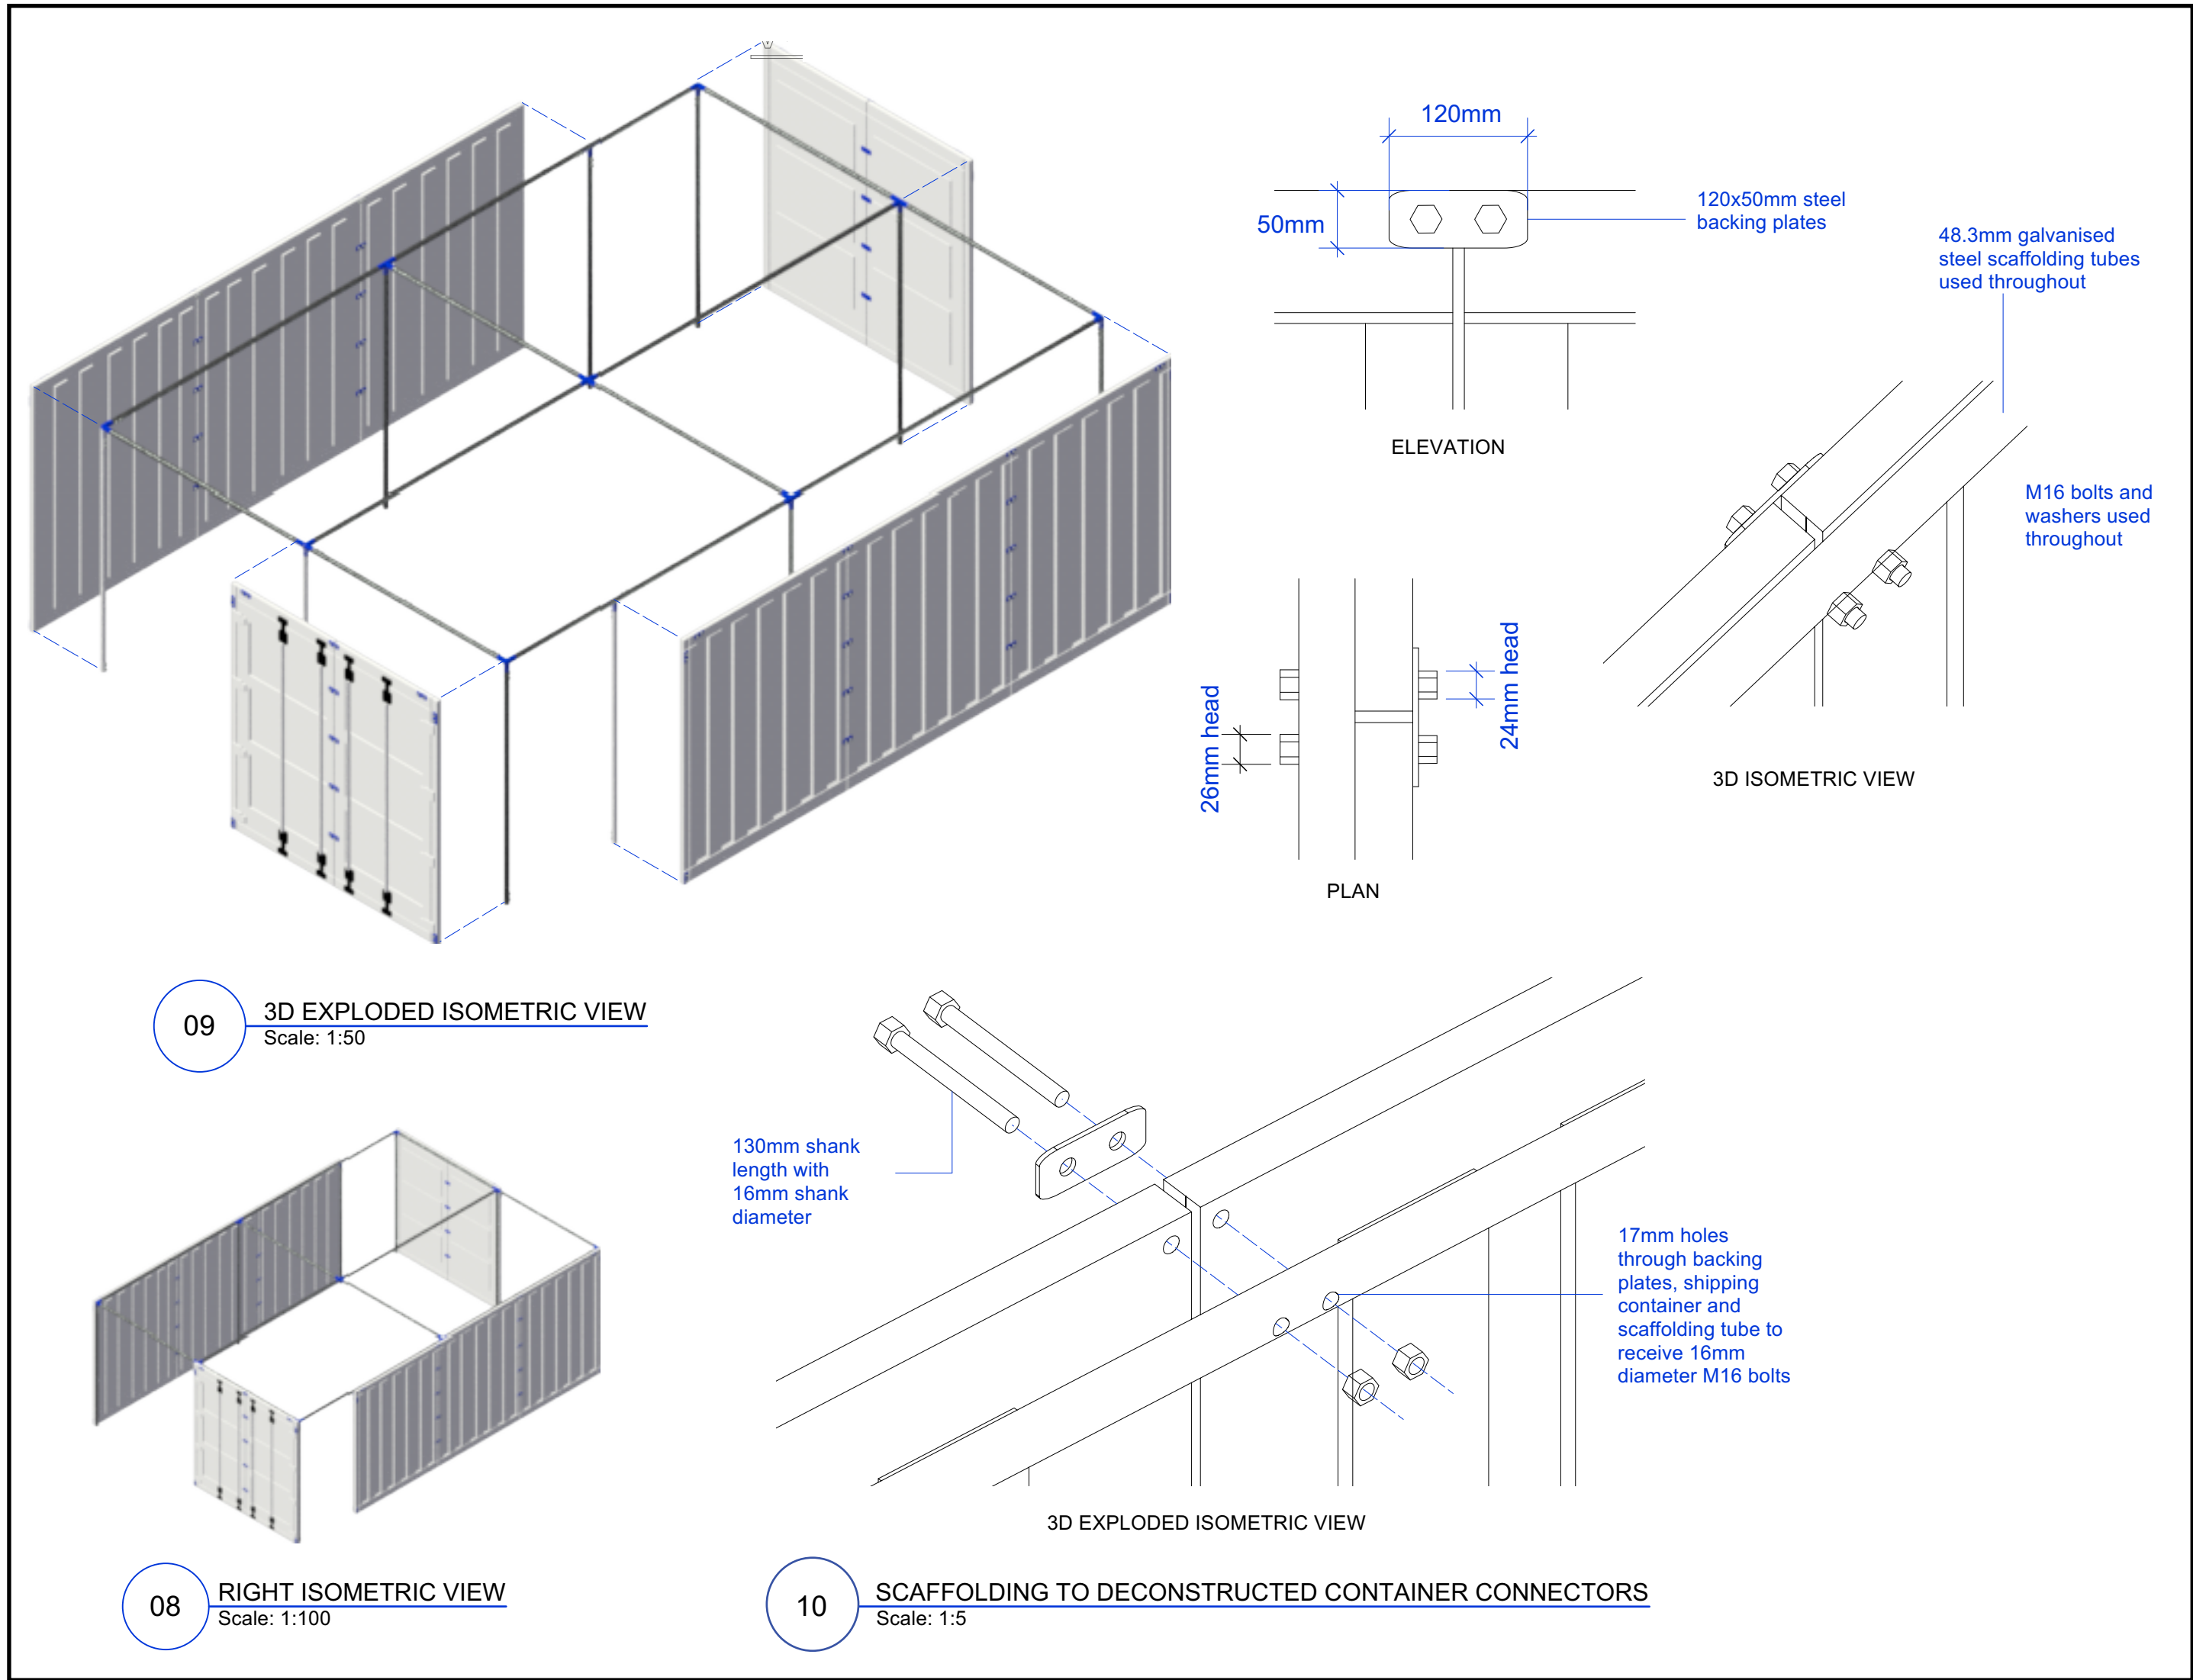 120mm
50mm
120x50mm steel
backing plates
48.3mm galvanised
steel scaffolding tubes
used throughout
ELEVATION
M16 bolts and
washers used
throughout
24mm head
26mm head
3D ISOMETRIC VIEW
PLAN
09
3D EXPLODED ISOMETRIC VIEW
Scale: 1:50
130mm shank
length with
16mm shank
diameter
17mm holes
through backing
plates, shipping
container and
scaffolding tube to
receive 16mm
diameter M16 bolts
3D EXPLODED ISOMETRIC VIEW
08
RIGHT ISOMETRIC VIEW
Scale: 1:100
10
SCAFFOLDING TO DECONSTRUCTED CONTAINER CONNECTORS
Scale: 1:5